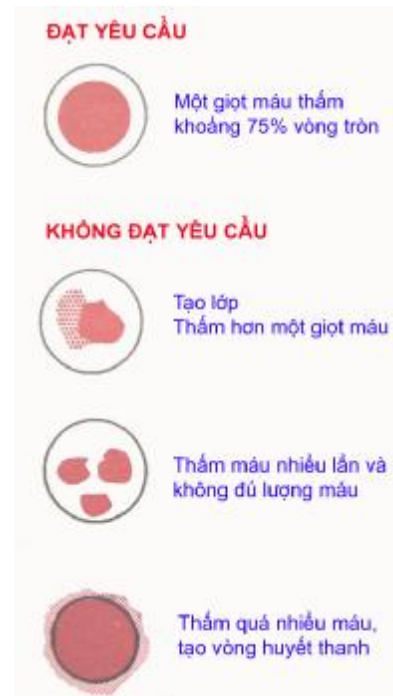 ĐẠT YÊU CẦU
Một giọt máu thấm
khoảng 75% vòng tròn
KHÔNG ĐẠT YÊU CẦU
Tạo lớp
Thấm hơn một giọt máu
Thấm máu nhiều lần và
không đủ lượng máu
Thấm quá nhiều máu,
tạo vòng huyết thanh